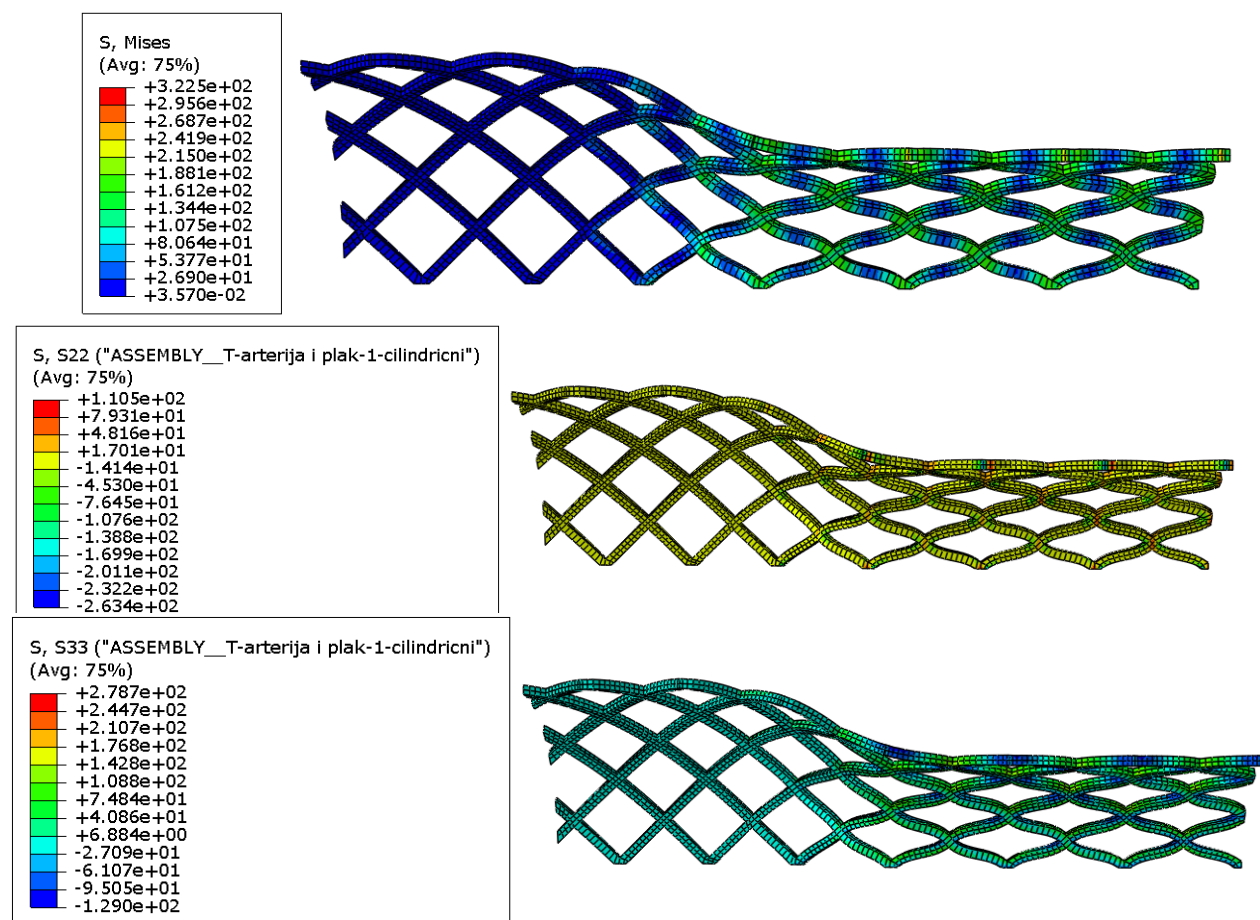 S, Mises
(Avg: 75%)
+3.225e+02
+2.956e+02
+2.687e+02
+2.419e+02
+2.150e+02
+1.881e+02
+1.612e+02
+1.344e+02
+1.075e+02
+8.064e+01
+5.377e+01
+2.690e+01
+3.570e-02
S, S22 ("ASSEMBLY__T-arterija i plak-1-cilindricni")
(Avg: 75%)
+1.105e+02
+7.931e+01
+4.816e+01
+1.701e+01
-1.414e+01
-4.530e+01
-7.645e+01
-1.076e+02
-1.388e+02
-1.699e+02
-2.011e+02
-2.322e+02
-2.634e+02
S, S33 ("ASSEMBLY__T-arterija i plak-1-cilindricni")
(Avg: 75%)
+2.787e+02
+2.447e+02
+2.107e+02
+1.768e+02
+1.428e+02
+1.088e+02
+7.484e+01
+4.086e+01
+6.884e+00
-2.709e+01
-6.107e+01
-9.505e+01
-1.290e+02